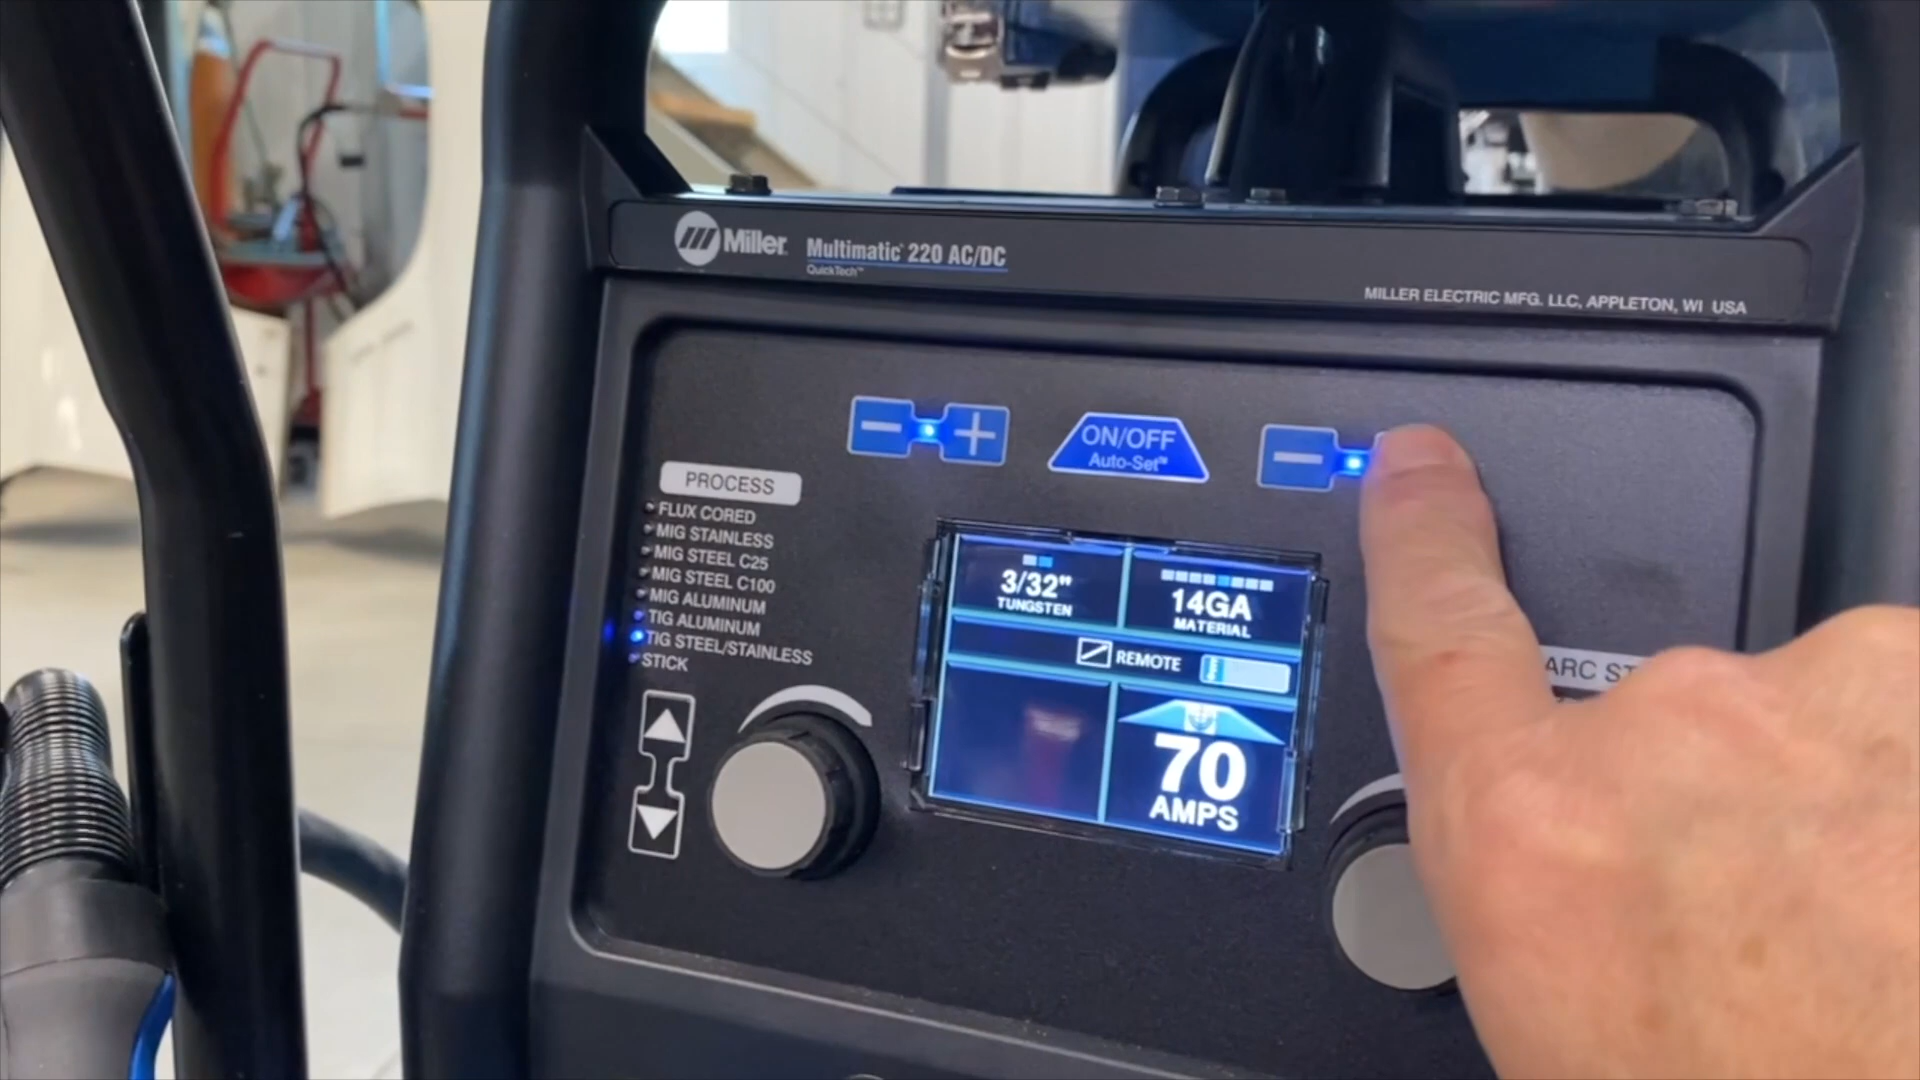 Miller
Multimatic® 220 AC/DC
QuickTech™
MILLER ELECTRIC MFG. LLC, APPLETON, WI USA
ON/OFF
Auto-Set™
PROCESS
FLUX CORED
MIG STAINLESS
MIG STEEL C25
MIG STEEL C100
MIG ALUMINUM
TIG ALUMINUM
TIG STEEL/STAINLESS
STICK
3/32"
TUNGSTEN
14GA
MATERIAL
REMOTE
70
AMPS
ARC ST